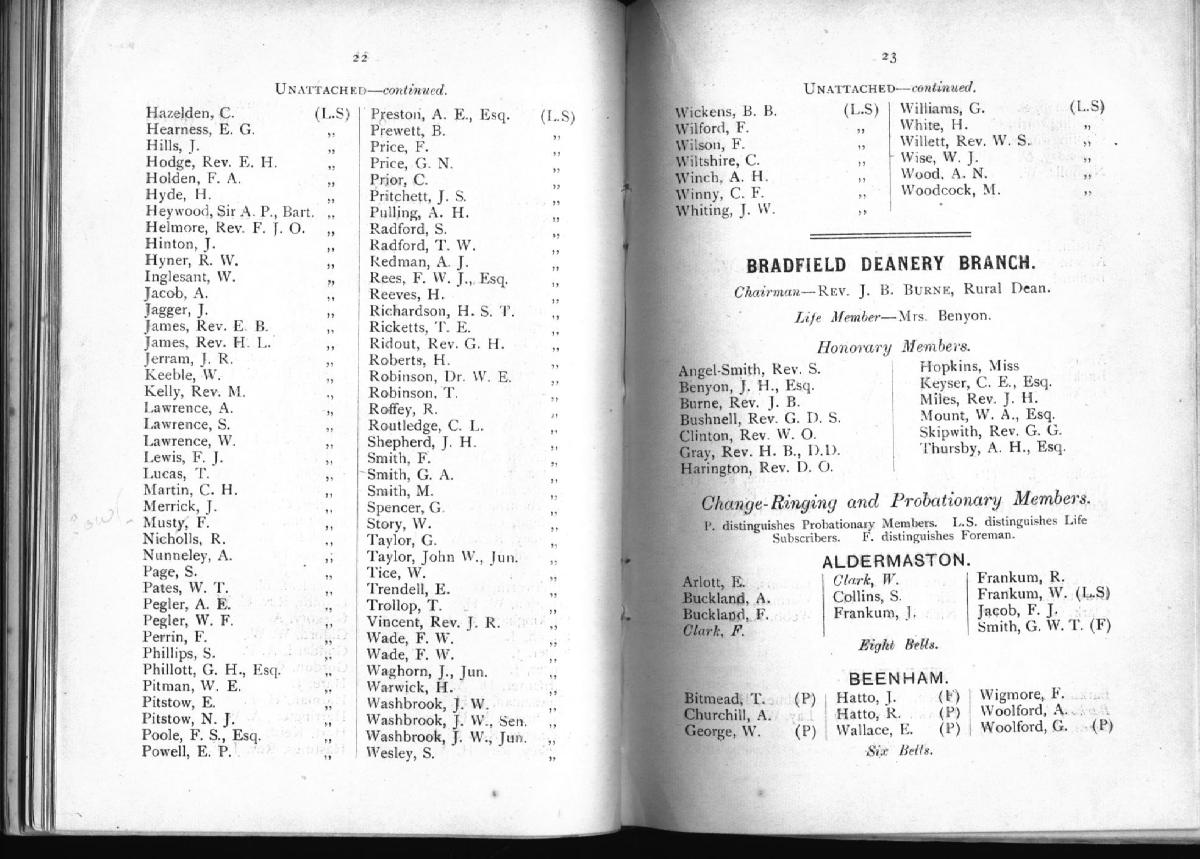 22
UNATTACHED—continued.
Hazelden, C. (L.S)
Hearness, E. G. ,,
Hills, J. ,,
Hodge, Rev. E. H. ,,
Holden, F. A. ,,
Hyde, H. ,,
Heywood, Sir A. P., Bart. ,,
Helmore, Rev. F. J. O. ,,
Hinton, J. ,,
Hyner, R. W. ,,
Inglesant, W. ,,
Jacob, A. ,,
Jagger, J. ,,
James, Rev. E. B. ,,
James, Rev. H. L. ,,
Jerram, J. R. ,,
Keeble, W. ,,
Kelly, Rev. M. ,,
Lawrence, A. ,,
Lawrence, S. ,,
Lawrence, W. ,,
Lewis, F. J. ,,
Lucas, T. ,,
Martin, C. H. ,,
Merrick, J. ,,
Musty, F. ,,
Nicholls, R. ,,
Nunneley, A. ,,
Page, S. ,,
Pates, W. T. ,,
Pegler, A. E. ,,
Pegler, W. F. ,,
Perrin, F. ,,
Phillips, S. ,,
Phillott, G. H., Esq. ,,
Pitman, W. E. ,,
Pitstow, E. ,,
Pitstow, N. J. ,,
Poole, F. S., Esq. ,,
Powell, E. P. ,,
Preston, A. E., Esq. (L.S)
Prewett, B. ,,
Price, F. ,,
Price, G. N. ,,
Prior, C. ,,
Pritchett, J. S. ,,
Pulling, A. H. ,,
Radford, S. ,,
Radford, T. W. ,,
Redman, A. J. ,,
Rees, F. W. J., Esq. ,,
Reeves, H. ,,
Richardson, H. S. T. ,,
Ricketts, T. E. ,,
Ridout, Rev. G. H. ,,
Roberts, H. ,,
Robinson, Dr. W. E. ,,
Robinson, T. ,,
Roffey, R. ,,
Routledge, C. L. ,,
Shepherd, J. H. ,,
Smith, F. ,,
Smith, G. A. ,,
Smith, M. ,,
Spencer, G. ,,
Story, W. ,,
Taylor, G. ,,
Taylor, John W., Jun. ,,
Tice, W. ,,
Trendell, E. ,,
Trollop, T. ,,
Vincent, Rev. J. R. ,,
Wade, F. W. ,,
Wade, F. W. ,,
Waghorn, J., Jun. ,,
Warwick, H. ,,
Washbrook, J. W. ,,
Washbrook, J. W., Sen. ,,
Washbrook, J. W., Jun. ,,
Wesley, S. ,,
23
UNATTACHED—continued.
Wickens, B. B. (L.S)
Wilford, F. ,,
Wilson, F. ,,
Wiltshire, C. ,,
Winch, A. H. ,,
Winny, C. F. ,,
Whiting, J. W. ,,
Williams, G. (L.S)
White, H. ,,
Willett, Rev. W. S. ,,
Wise, W. J. ,,
Wood, A. N. ,,
Woodcock, M. ,,
BRADFIELD DEANERY BRANCH.
Chairman—REV. J. B. BURNE, Rural Dean.
Life Member—Mrs. Benyon.
Honorary Members.
Angel-Smith, Rev. S.
Benyon, J. H., Esq.
Burne, Rev. J. B.
Bushnell, Rev. G. D. S.
Clinton, Rev. W. O.
Gray, Rev. H. B., D.D.
Harington, Rev. D. O.
Hopkins, Miss
Keyser, C. E., Esq.
Miles, Rev. J. H.
Mount, W. A., Esq.
Skipwith, Rev. G. G.
Thursby, A. H., Esq.
Change-Ringing and Probationary Members.
P. distinguishes Probationary Members. L.S. distinguishes Life
Subscribers. F. distinguishes Foreman.
ALDERMASTON.
Arlott, E.
Buckland, A.
Buckland, F.
Clark, F.
Clark, W.
Collins, S.
Frankum, J.
Frankum, R.
Frankum, W. (L.S)
Jacob, F. J.
Smith, G. W. T. (F)
Eight Bells.
BEENHAM.
Bitmead, T. (P)
Churchill, A.
George, W. (P)
Hatto, J. (F)
Hatto, R. (P)
Wallace, E. (P)
Wigmore, F.
Woolford, A.
Woolford, G. (P)
Six Bells.